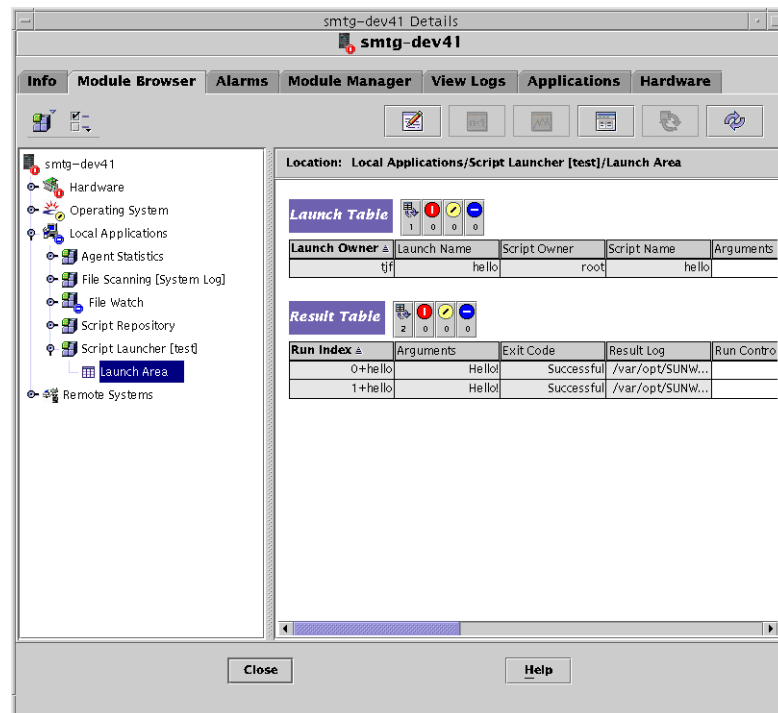 smtg-dev41 Details
smtg-dev41
Info Module Browser Alarms Module Manager View Logs Applications Hardware
smtg-dev41
Hardware
Operating System
Local Applications
Agent Statistics
File Scanning [System Log]
File Watch
Script Repository
Script Launcher [test]
Launch Area
Remote Systems
Location: Local Applications/Script Launcher [test]/Launch Area
Launch Table
1 0 0 0
Launch Owner Launch Name Script Owner Script Name Arguments
tjf hello root hello
Result Table
2 0 0 0
Run Index Arguments Exit Code Result Log Run Contro
0+hello Hello! Successful /var/opt/SUNW...
1+hello Hello! Successful /var/opt/SUNW...
Close Help